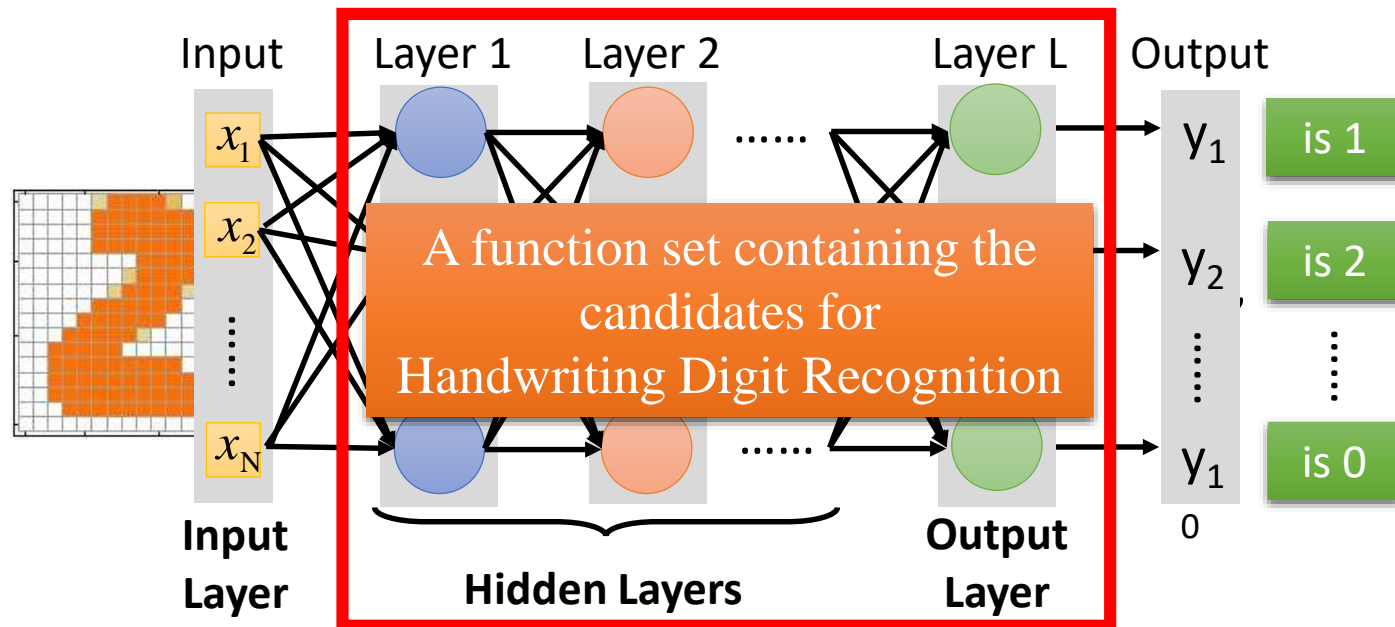 Input
Layer 1
Layer 2
Layer L
Output
x1
x2
......
xN
......
......
y1
y2
......
y1
0
is 1
is 2
......
is 0
A function set containing the
candidates for
Handwriting Digit Recognition
Input
Layer
Hidden Layers
Output
Layer